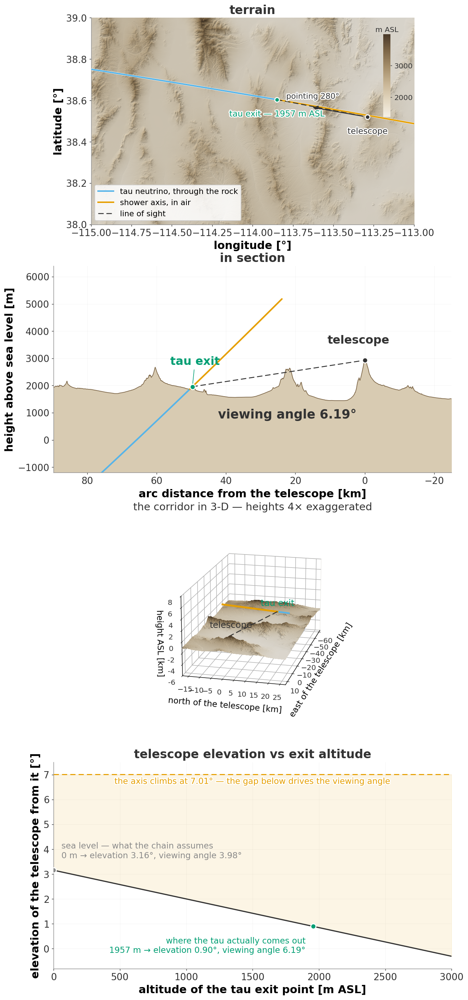 terrain
39.0
38.8
38.6
38.4
38.2
38.0
latitude [°]
m ASL
3000
2000
pointing 280°
tau exit — 1957 m ASL
telescope
tau neutrino, through the rock
shower axis, in air
line of sight
−115.00 −114.75 −114.50 −114.25 −114.00 −113.75 −113.50 −113.25 −113.00
longitude [°]
in section
6000
5000
4000
3000
2000
1000
0
−1000
height above sea level [m]
telescope
tau exit
viewing angle 6.19°
80 60 40 20 0 −20
arc distance from the telescope [km]
the corridor in 3-D — heights 4× exaggerated
8
6
4
2
0
-2
-4
-6
height ASL [km]
tau exit
telescope
−60
−50
−40
−30
−20
−10
0
10
east of the telescope [km]
−15 −10 −5 0 5 10 15 20 25
north of the telescope [km]
telescope elevation vs exit altitude
7
6
5
4
3
2
1
0
elevation of the telescope from it [°]
the axis climbs at 7.01° — the gap below drives the viewing angle
sea level — what the chain assumes
0 m → elevation 3.16°, viewing angle 3.98°
where the tau actually comes out
1957 m → elevation 0.90°, viewing angle 6.19°
0 500 1000 1500 2000 2500 3000
altitude of the tau exit point [m ASL]